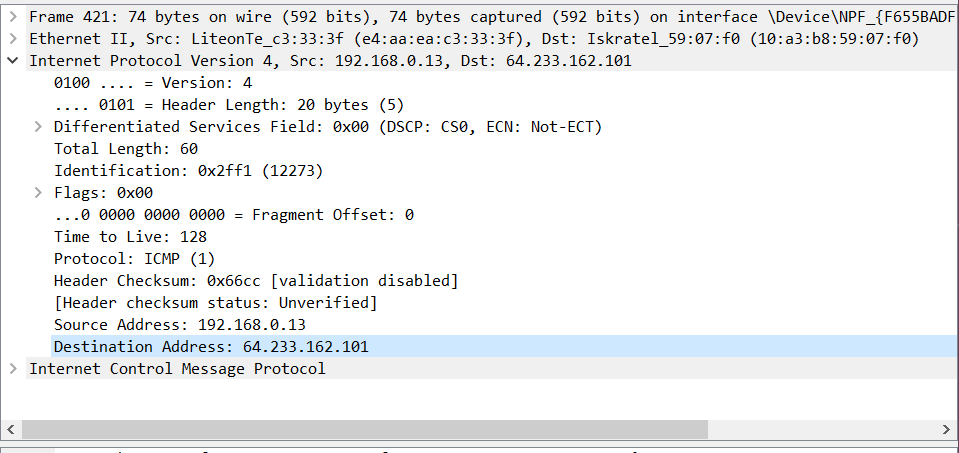 Frame 421: 74 bytes on wire (592 bits), 74 bytes captured (592 bits) on interface \Device\NPF_{F655BADF
Ethernet II, Src: LiteonTe_c3:33:3f (e4:aa:ea:c3:33:3f), Dst: Iskratel_59:07:f0 (10:a3:b8:59:07:f0)
Internet Protocol Version 4, Src: 192.168.0.13, Dst: 64.233.162.101
0100 .... = Version: 4
.... 0101 = Header Length: 20 bytes (5)
Differentiated Services Field: 0x00 (DSCP: CS0, ECN: Not-ECT)
Total Length: 60
Identification: 0x2ff1 (12273)
Flags: 0x00
...0 0000 0000 0000 = Fragment Offset: 0
Time to Live: 128
Protocol: ICMP (1)
Header Checksum: 0x66cc [validation disabled]
[Header checksum status: Unverified]
Source Address: 192.168.0.13
Destination Address: 64.233.162.101
Internet Control Message Protocol